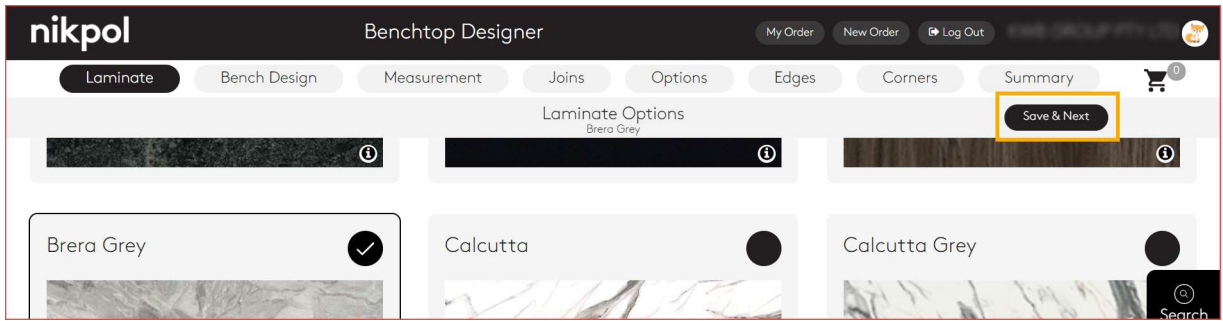 nikpol
Benchtop Designer
My Order
New Order
Log Out
Laminate
Bench Design
Measurement
Joins
Options
Edges
Corners
Summary
0
Laminate Options
Brera Grey
Save & Next
Brera Grey
Calcutta
Calcutta Grey
Search